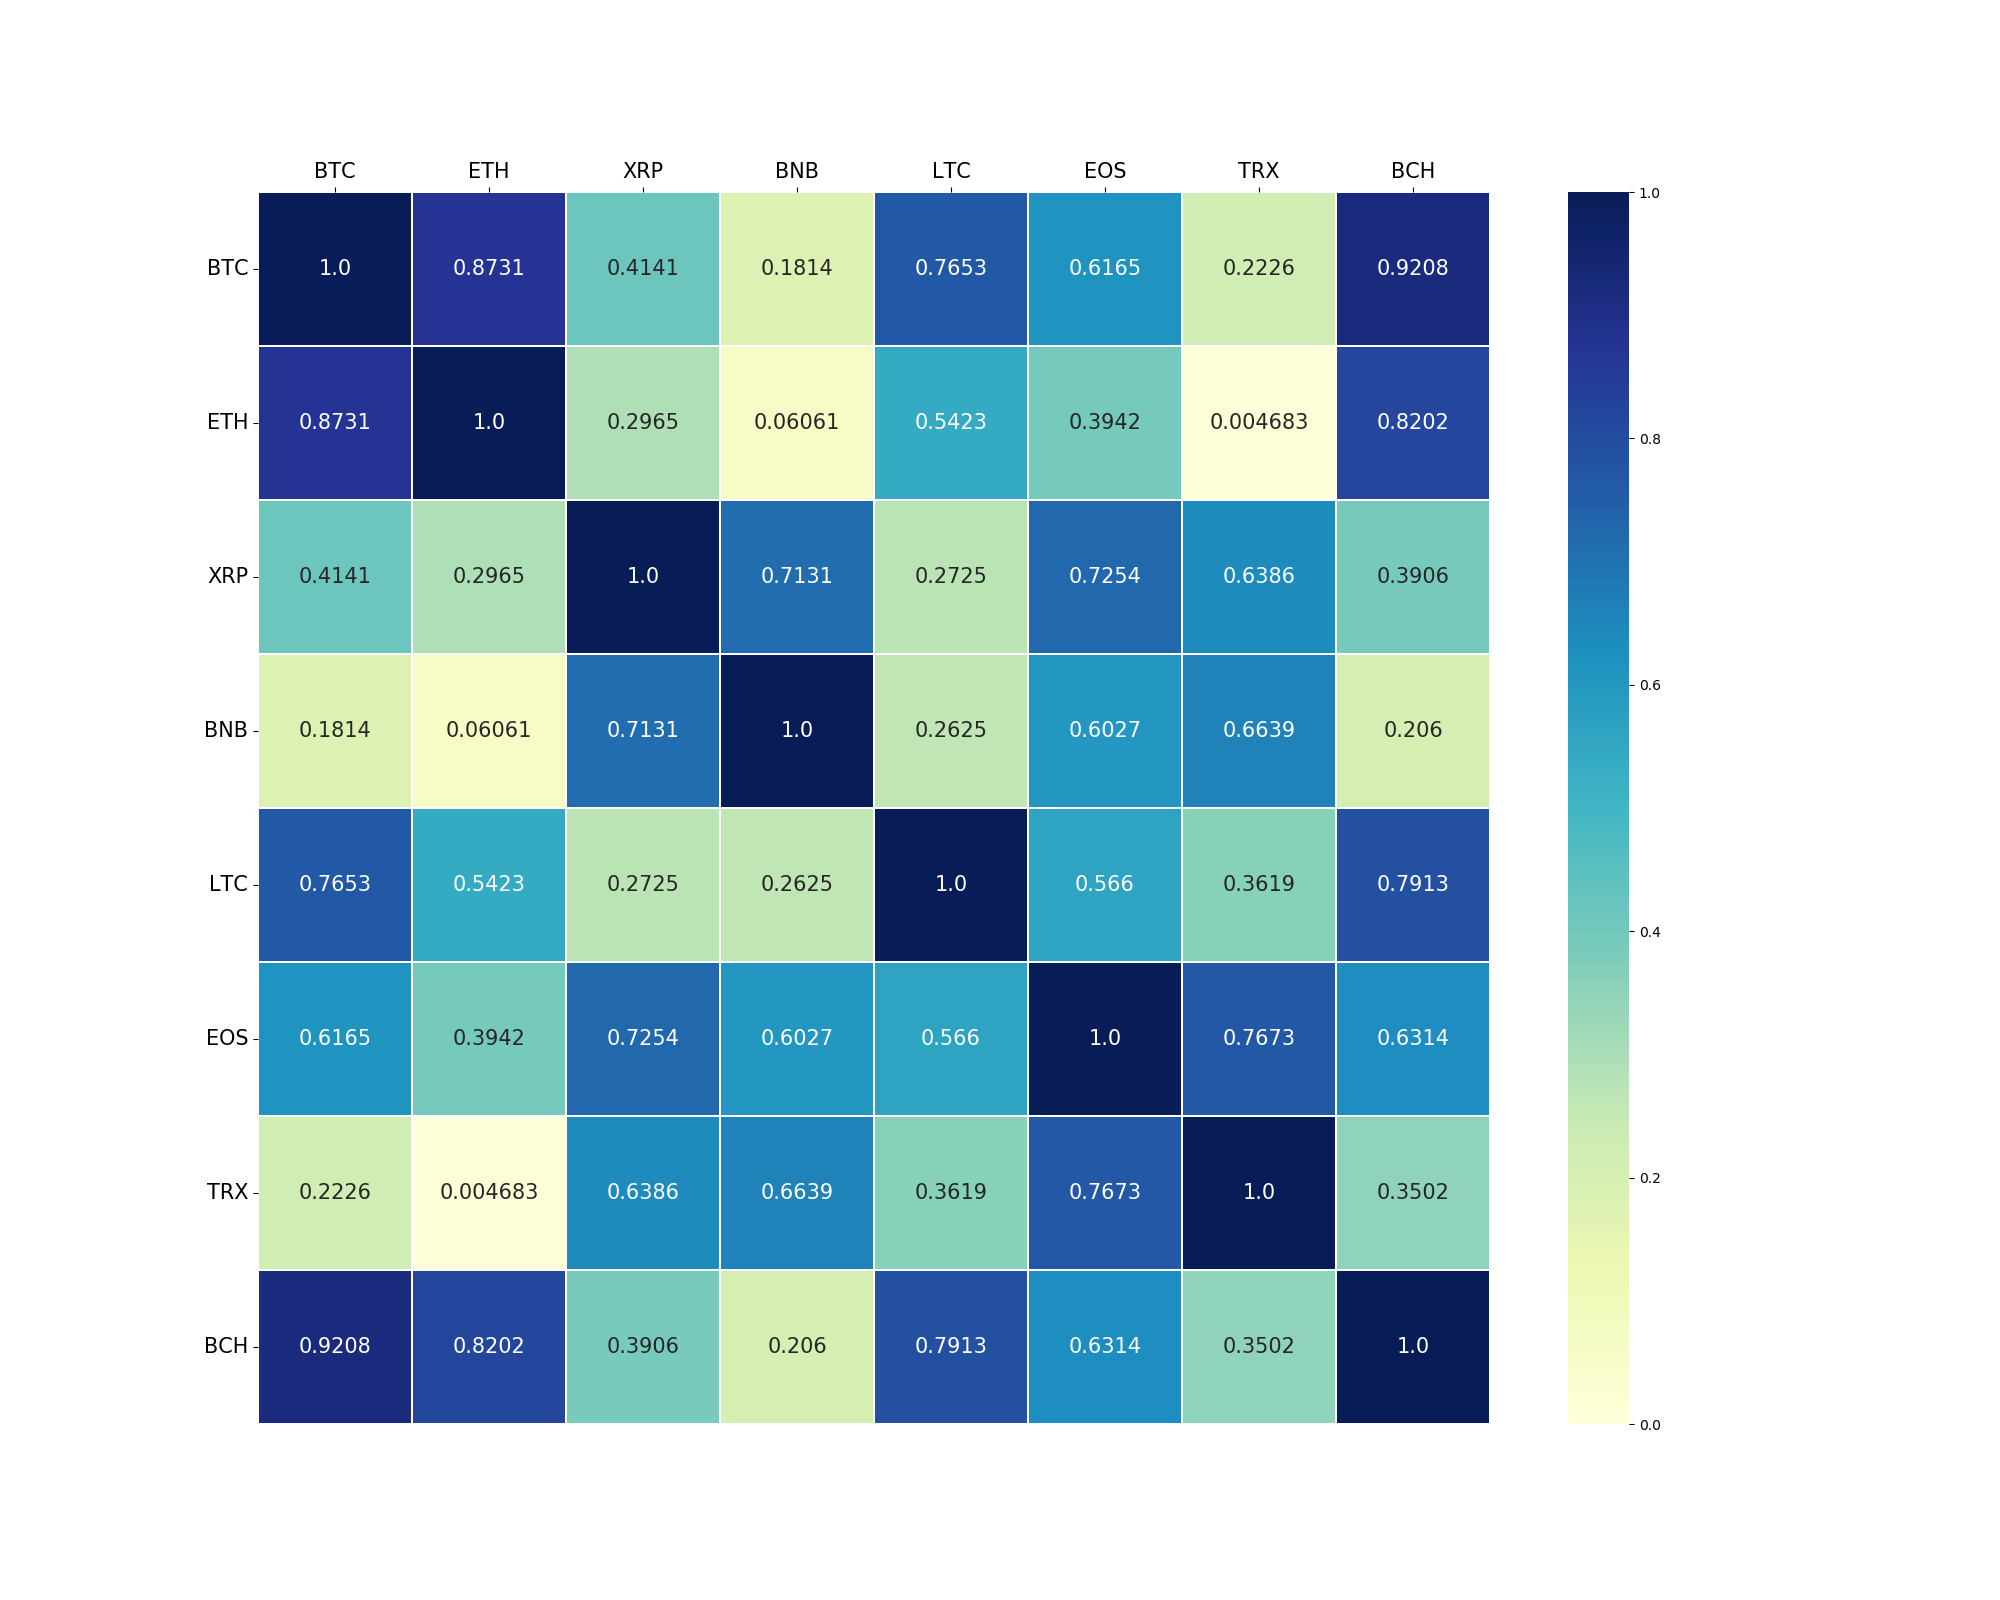 BTC ETH XRP BNB LTC EOS TRX BCH
BTC 1.0 0.8731 0.4141 0.1814 0.7653 0.6165 0.2226 0.9208
ETH 0.8731 1.0 0.2965 0.06061 0.5423 0.3942 0.004683 0.8202
XRP 0.4141 0.2965 1.0 0.7131 0.2725 0.7254 0.6386 0.3906
BNB 0.1814 0.06061 0.7131 1.0 0.2625 0.6027 0.6639 0.206
LTC 0.7653 0.5423 0.2725 0.2625 1.0 0.566 0.3619 0.7913
EOS 0.6165 0.3942 0.7254 0.6027 0.566 1.0 0.7673 0.6314
TRX 0.2226 0.004683 0.6386 0.6639 0.3619 0.7673 1.0 0.3502
BCH 0.9208 0.8202 0.3906 0.206 0.7913 0.6314 0.3502 1.0
1.0
0.8
0.6
0.4
0.2
0.0